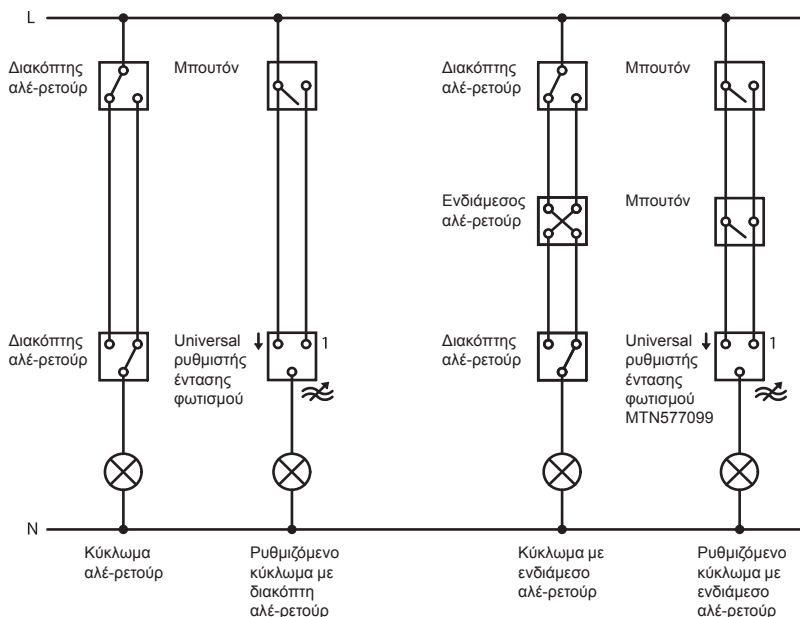 L
Διακόπτης
αλέ-ρετούρ
Μπουτόν
Διακόπτης
αλέ-ρετούρ
Μπουτόν
Ενδιάμεσος
αλέ-ρετούρ
Μπουτόν
Διακόπτης
αλέ-ρετούρ
Universal
ρυθμιστής
έντασης
φωτισμού
1
Διακόπτης
αλέ-ρετούρ
Universal
ρυθμιστής
έντασης
φωτισμού
MTN577099
1
N
Κύκλωμα
αλέ-ρετούρ
Ρυθμιζόμενο
κύκλωμα με
διακόπτη
αλέ-ρετούρ
Κύκλωμα με
ενδιάμεσο
αλέ-ρετούρ
Ρυθμιζόμενο
κύκλωμα με
ενδιάμεσο
αλέ-ρετούρ